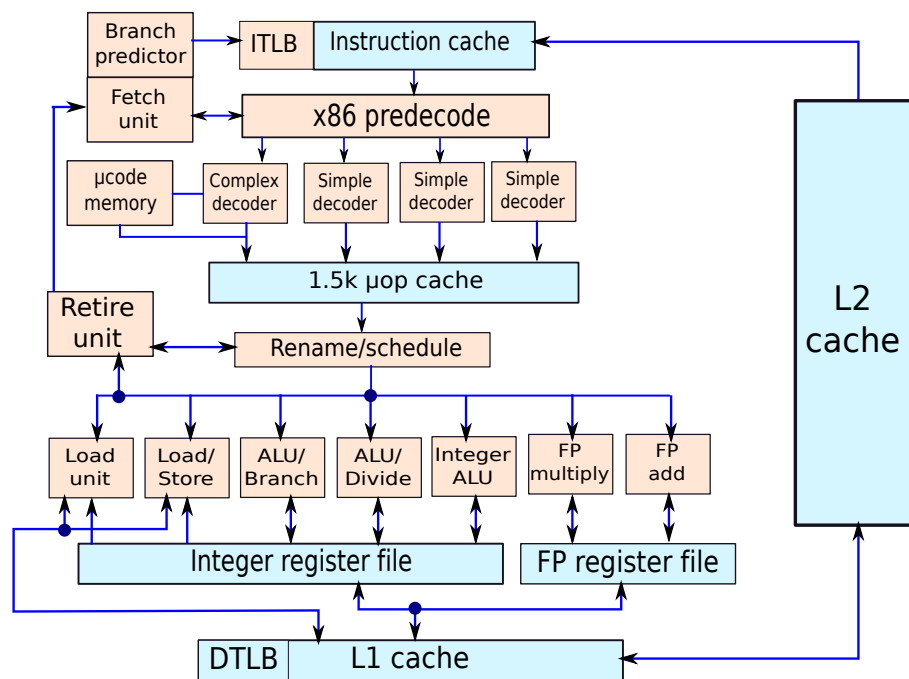 Branch
predictor
ITLB
Instruction cache
Fetch
unit
x86 predecode
µcode
memory
Complex
decoder
Simple
decoder
Simple
decoder
Simple
decoder
1.5k µop cache
L2
cache
Retire
unit
Rename/schedule
Load
unit
Load/
Store
ALU/
Branch
ALU/
Divide
Integer
ALU
FP
multiply
FP
add
Integer register file
FP register file
DTLB
L1 cache